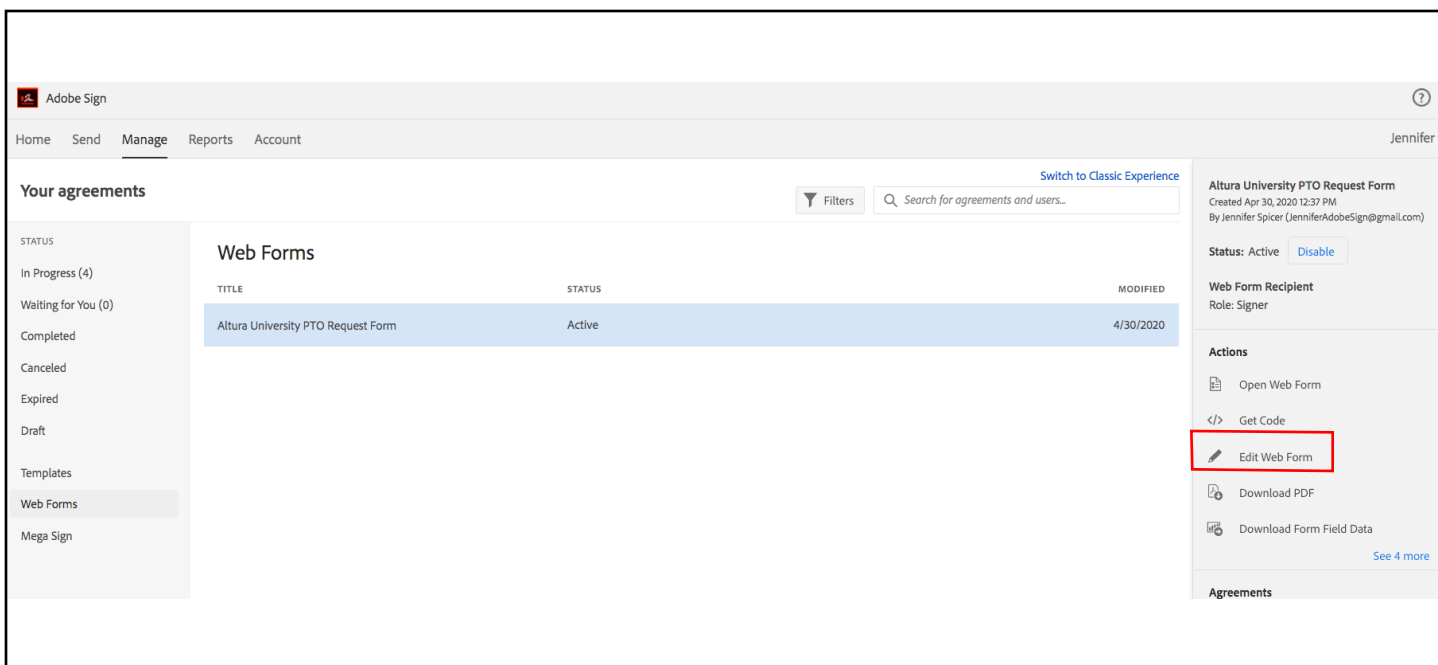 Adobe Sign
?
Home Send Manage Reports Account Jennifer
Switch to Classic Experience
Your agreements
Filters Search for agreements and users...
STATUS
In Progress (4)
Waiting for You (0)
Completed
Canceled
Expired
Draft
Templates
Web Forms
Mega Sign
Web Forms
TITLE STATUS MODIFIED
Altura University PTO Request Form Active 4/30/2020
Altura University PTO Request Form
Created Apr 30, 2020 12:37 PM
By Jennifer Spicer (JenniferAdobeSign@gmail.com)
Status: Active Disable
Web Form Recipient
Role: Signer
Actions
Open Web Form
</> Get Code
Edit Web Form
Download PDF
Download Form Field Data
See 4 more
Agreements